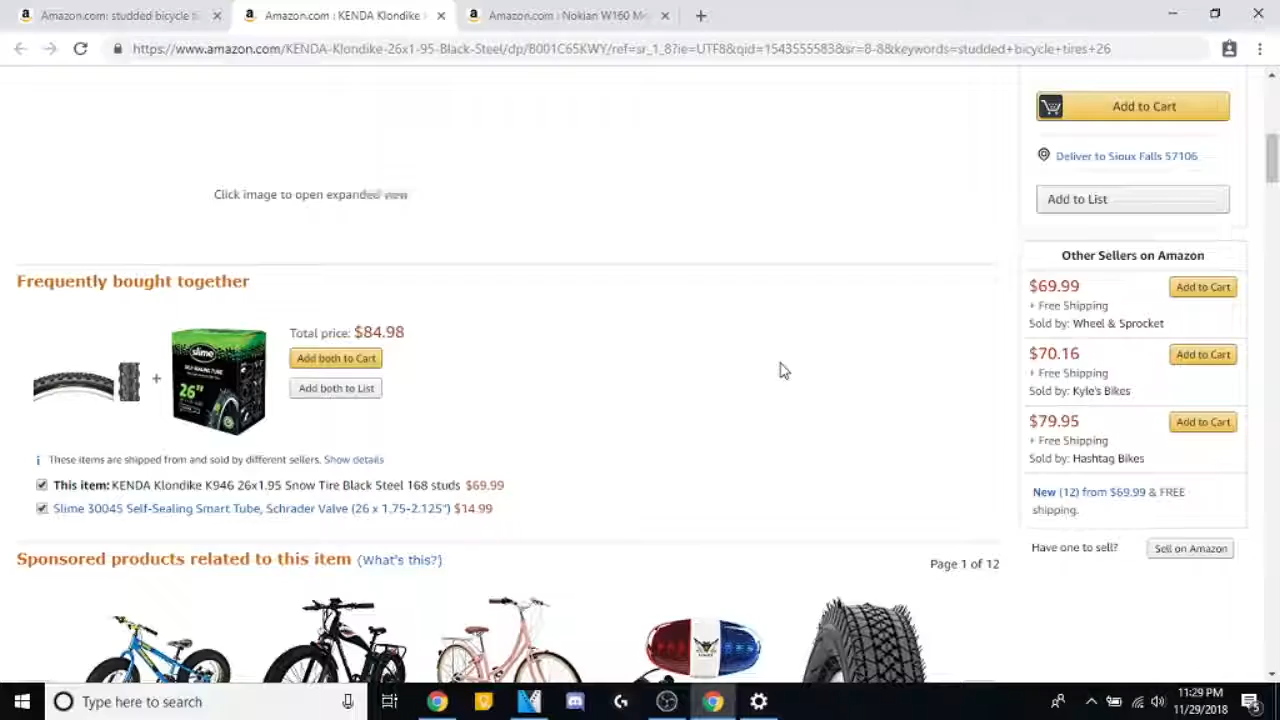 Amazon.com: studded bicycle ti
Amazon.com : KENDA Klondike
Amazon.com : Nokian W160 Mo
https://www.amazon.com/KENDA-Klondike-26x1-95-Black-Steel/dp/B001C65KWY/ref=sr_1_8?ie=UTF8&qid=1543555583&sr=8-8&keywords=studded+bicycle+tires+26
Add to Cart
Deliver to Sioux Falls 57106
Click image to open expanded view
Add to List
Other Sellers on Amazon
Frequently bought together
$69.99
Add to Cart
+ Free Shipping
Sold by: Wheel & Sprocket
Total price: $84.98
Add both to Cart
Add both to List
slime
SELF-SEALING TUBE
26"
+
$70.16
Add to Cart
+ Free Shipping
Sold by: Kyle's Bikes
$79.95
Add to Cart
+ Free Shipping
Sold by: Hashtag Bikes
i These items are shipped from and sold by different sellers. Show details
This item: KENDA Klondike K946 26x1.95 Snow Tire Black Steel 168 studs $69.99
Slime 30045 Self-Sealing Smart Tube, Schrader Valve (26 x 1.75-2.125") $14.99
New (12) from $69.99 & FREE
shipping.
Have one to sell?
Sell on Amazon
Sponsored products related to this item (What's this?)
Page 1 of 12
Type here to search
11:29 PM
11/29/2018